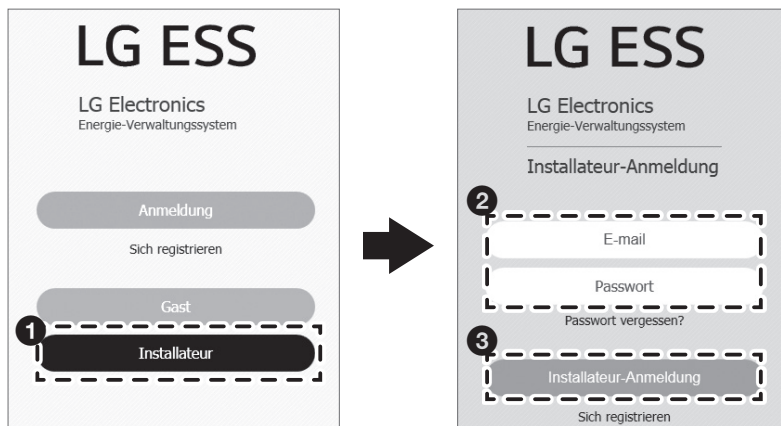 LG ESS
LG Electronics
Energie-Verwaltungssystem
Anmeldung
Sich registrieren
Gast
1
Installateur
LG ESS
LG Electronics
Energie-Verwaltungssystem
Installateur-Anmeldung
2
E-mail
Passwort
Passwort vergessen?
3
Installateur-Anmeldung
Sich registrieren